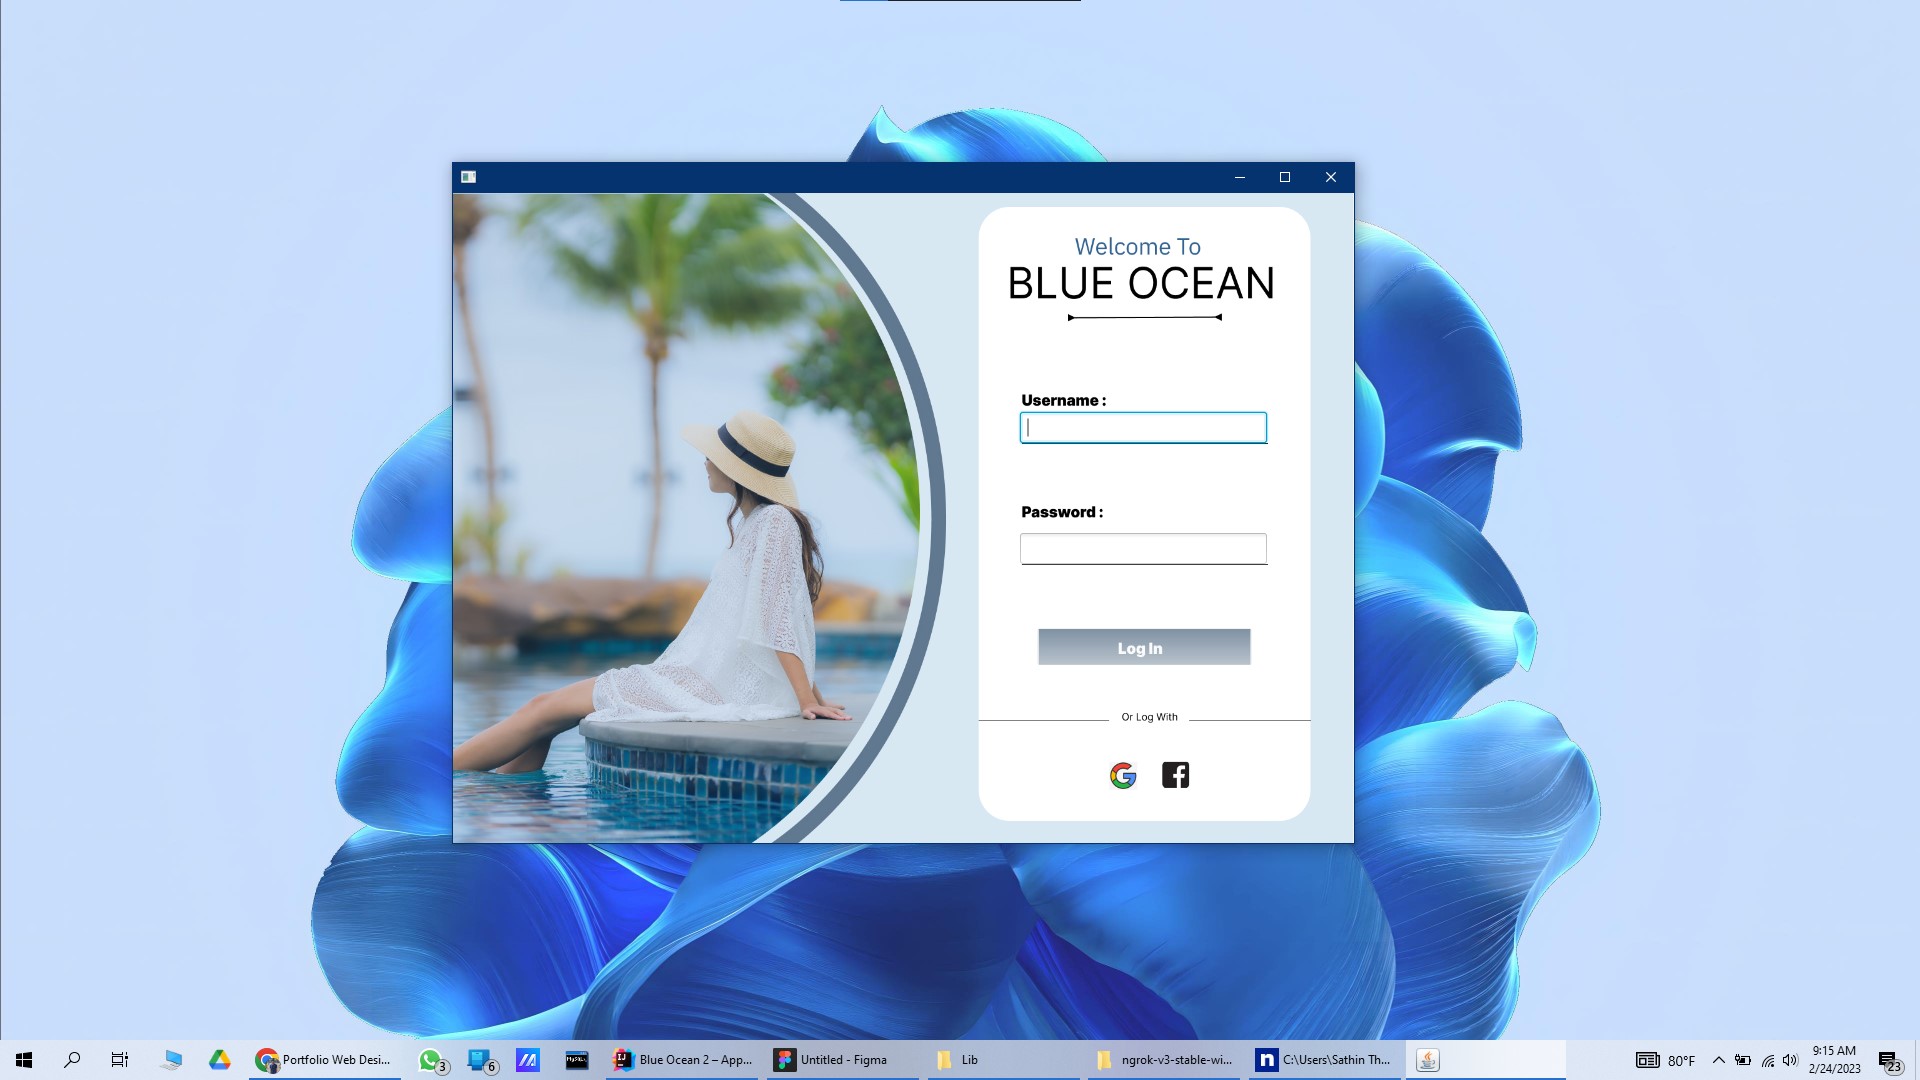 Welcome To
BLUE OCEAN
Username :
Password :
Log In
Or Log With
Portfolio Web Desi...
3
6
MySQL
Blue Ocean 2 – App...
Untitled - Figma
Lib
ngrok-v3-stable-wi...
C:\Users\Sathin Th...
80°F
9:15 AM
2/24/2023
23